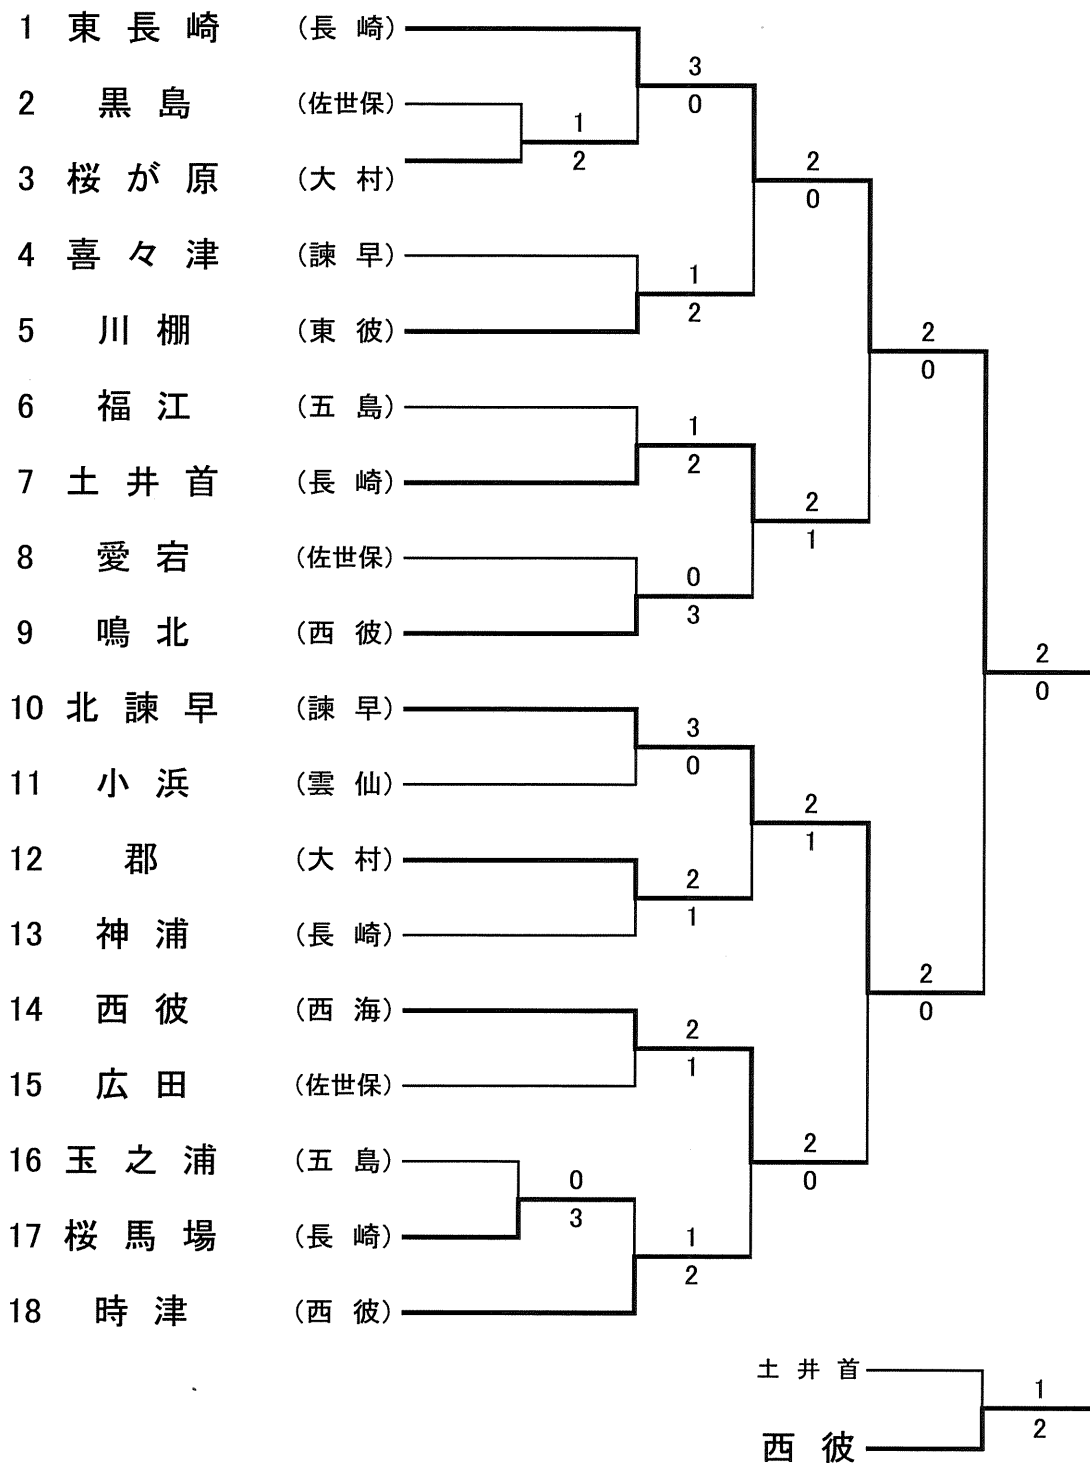 1 東長崎 (長崎)
2 黒島 (佐世保)
3 桜が原 (大村)
4 喜々津 (諫早)
5 川棚 (東彼)
6 福江 (五島)
7 土井首 (長崎)
8 愛宕 (佐世保)
9 鳴北 (西彼)
10 北諫早 (諫早)
11 小浜 (雲仙)
12 郡 (大村)
13 神浦 (長崎)
14 西彼 (西海)
15 広田 (佐世保)
16 玉之浦 (五島)
17 桜馬場 (長崎)
18 時津 (西彼)
1
2
0
3
3
0
1
2
1
2
0
3
3
0
2
1
2
1
1
2
2
0
2
1
2
1
2
0
2
0
2
0
2
0
土井首
西彼
1
2